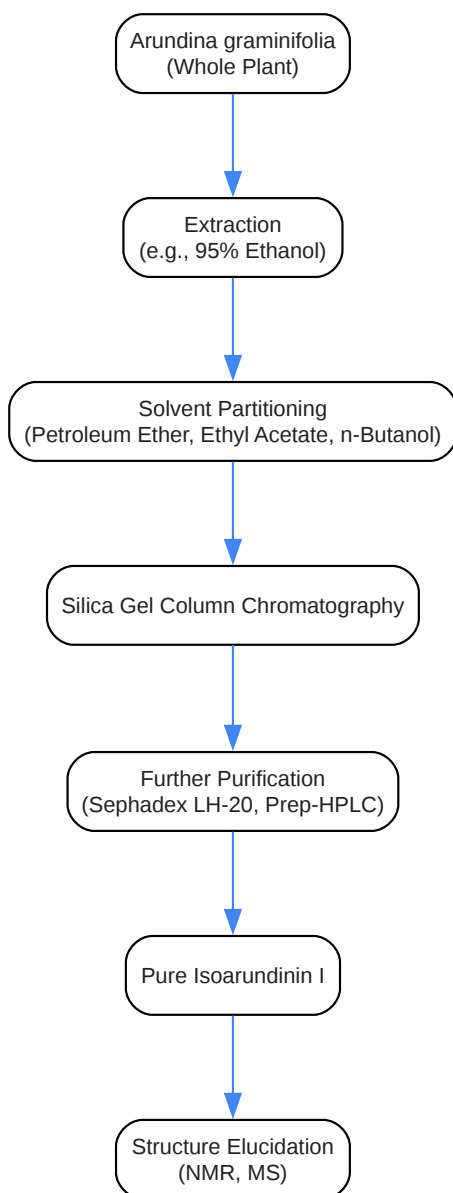 Arundina graminifolia
(Whole Plant)
Extraction
(e.g., 95% Ethanol)
Solvent Partitioning
(Petroleum Ether, Ethyl Acetate, n-Butanol)
Silica Gel Column Chromatography
Further Purification
(Sephadex LH-20, Prep-HPLC)
Pure Isoarundinin I
Structure Elucidation
(NMR, MS)